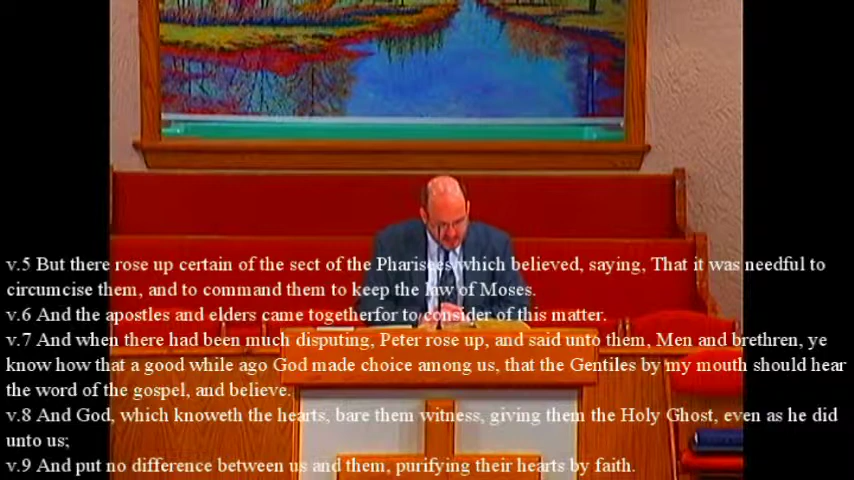 v.5 But there rose up certain of the sect of the Pharisees which believed, saying, That it was needful to
circumcise them, and to command them to keep the law of Moses.
v.6 And the apostles and elders came togetherfor to consider of this matter.
v.7 And when there had been much disputing, Peter rose up, and said unto them, Men and brethren, ye
know how that a good while ago God made choice among us, that the Gentiles by my mouth should hear
the word of the gospel, and believe.
v.8 And God, which knoweth the hearts, bare them witness, giving them the Holy Ghost, even as he did
unto us;
v.9 And put no difference between us and them, purifying their hearts by faith.